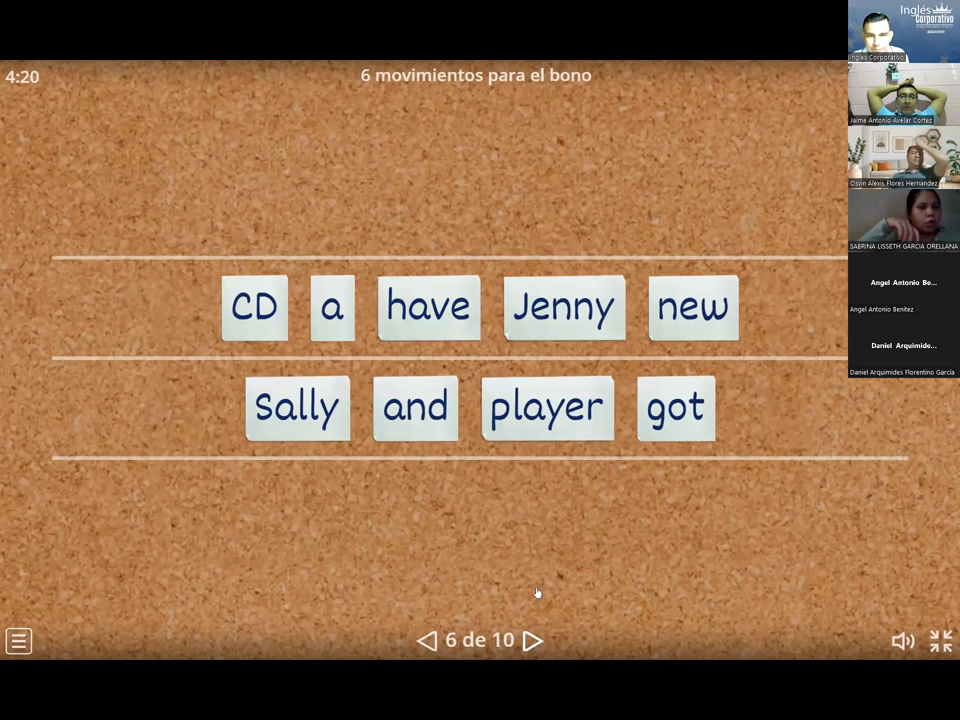 4:20
6 movimientos para el bono
CD a have Jenny new
Sally and player got
6 de 10
Inglés
Corporativo
Inglés Corporativo
Jaime Antonio Avelar Cortez
Osvin Alexis Flores Hernandez
SABRINA LISSETH GARCIA ORELLANA
Angel Antonio Be...
Angel Antonio Benitez
Daniel Arquimide...
Daniel Arquimides Florentino García